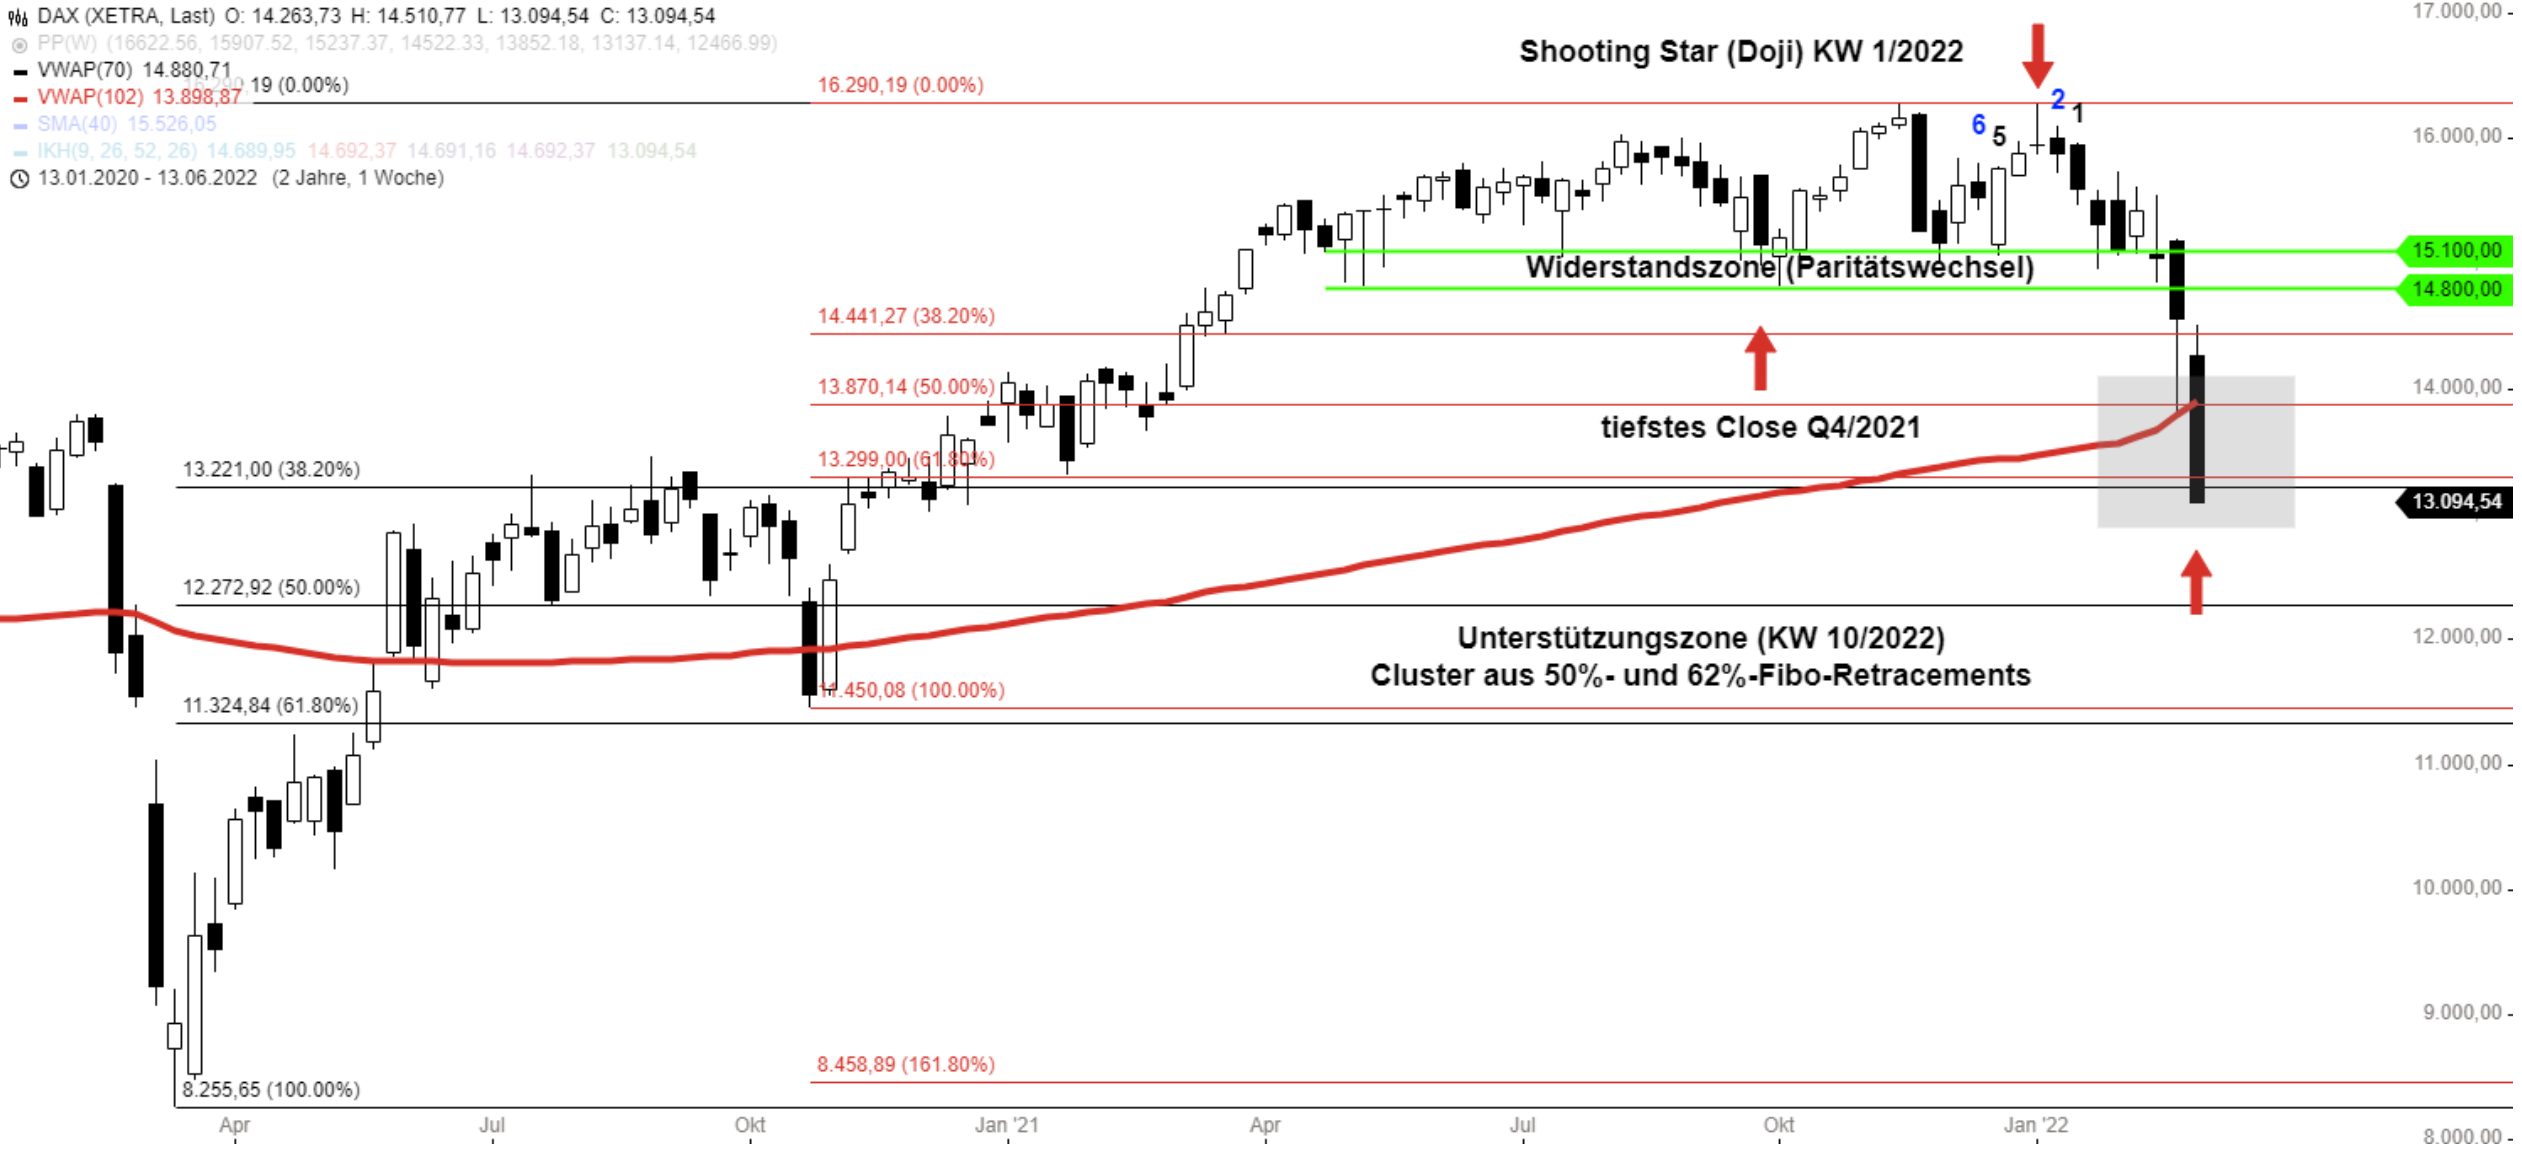 DAX (XETRA, Last) O: 14.263,73 H: 14.510,77 L: 13.094,54 C: 13.094,54
PP(W) (16622.56, 15907.52, 15237.37, 14522.33, 13852.18, 13137.14, 12466.99)
VWAP(70) 14.880,71
VWAP(102) 13.898,87
SMA(40) 15.526,05
IKH(9, 26, 52, 26) 14.689,95 14.692,37 14.691,16 14.692,37 13.094,54
13.01.2020 - 13.06.2022 (2 Jahre, 1 Woche)
16.290,19 (0.00%)
16.290,19 (0.00%)
Shooting Star (Doji) KW 1/2022
2
1
6
5
Widerstandszone (Paritätswechsel)
14.441,27 (38.20%)
13.870,14 (50.00%)
tiefstes Close Q4/2021
13.299,00 (61.80%)
13.221,00 (38.20%)
12.272,92 (50.00%)
Unterstützungszone (KW 10/2022)
Cluster aus 50%- und 62%-Fibo-Retracements
11.450,08 (100.00%)
11.324,84 (61.80%)
8.458,89 (161.80%)
8.255,65 (100.00%)
17.000,00
16.000,00
15.100,00
14.800,00
14.000,00
13.094,54
12.000,00
11.000,00
10.000,00
9.000,00
8.000.00
Apr
Jul
Okt
Jan '21
Apr
Jul
Okt
Jan '22